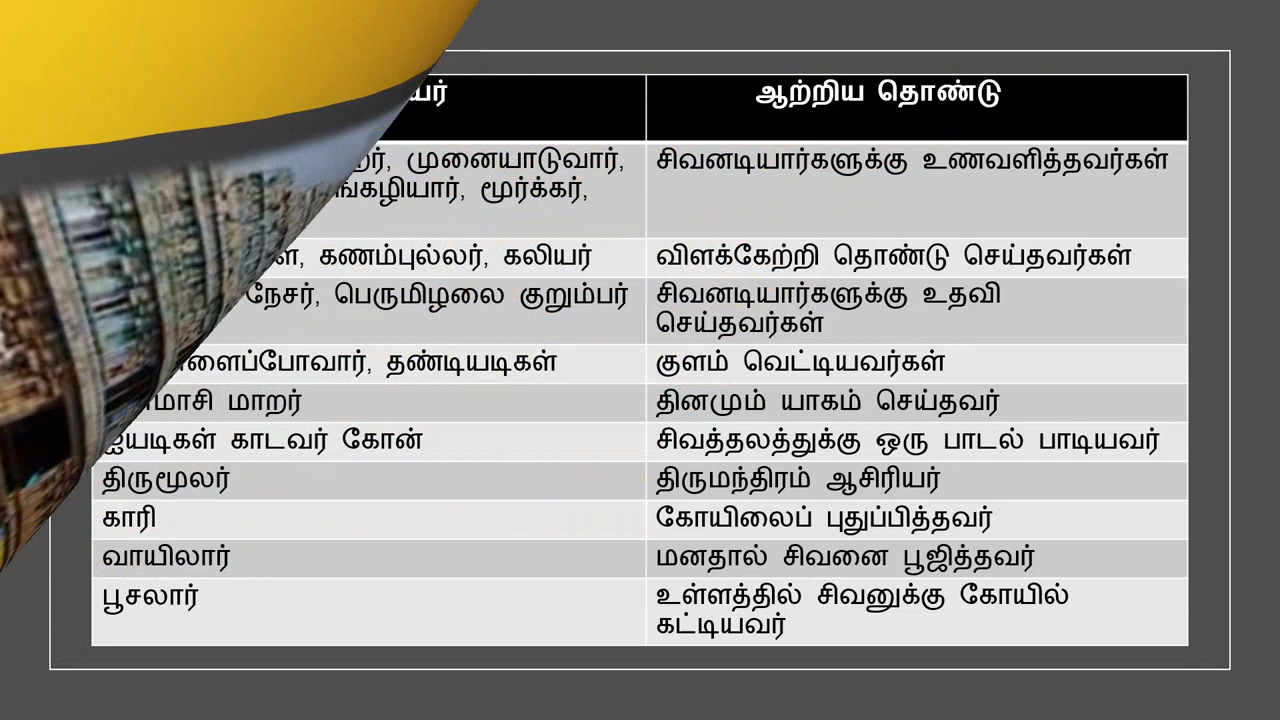 ஆற்றிய தொண்டு
முனையாடுவார், சிவனடியார்களுக்கு உணவளித்தவர்கள்
மூர்க்கர்,
கணம்புல்லர், கலியர் விளக்கேற்றி தொண்டு செய்தவர்கள்
நேசர், பெருமிழலை குறும்பர் சிவனடியார்களுக்கு உதவி
செய்தவர்கள்
தண்டியடிகள் குளம் வெட்டியவர்கள்
மாறர் தினமும் யாகம் செய்தவர்
ஐயடிகள் காடவர் கோன் சிவத்தலத்துக்கு ஒரு பாடல் பாடியவர்
திருமூலர் திருமந்திரம் ஆசிரியர்
காரி கோயிலைப் புதுப்பித்தவர்
வாயிலார் மனதால் சிவனை பூஜித்தவர்
பூசலார் உள்ளத்தில் சிவனுக்கு கோயில்
கட்டியவர்